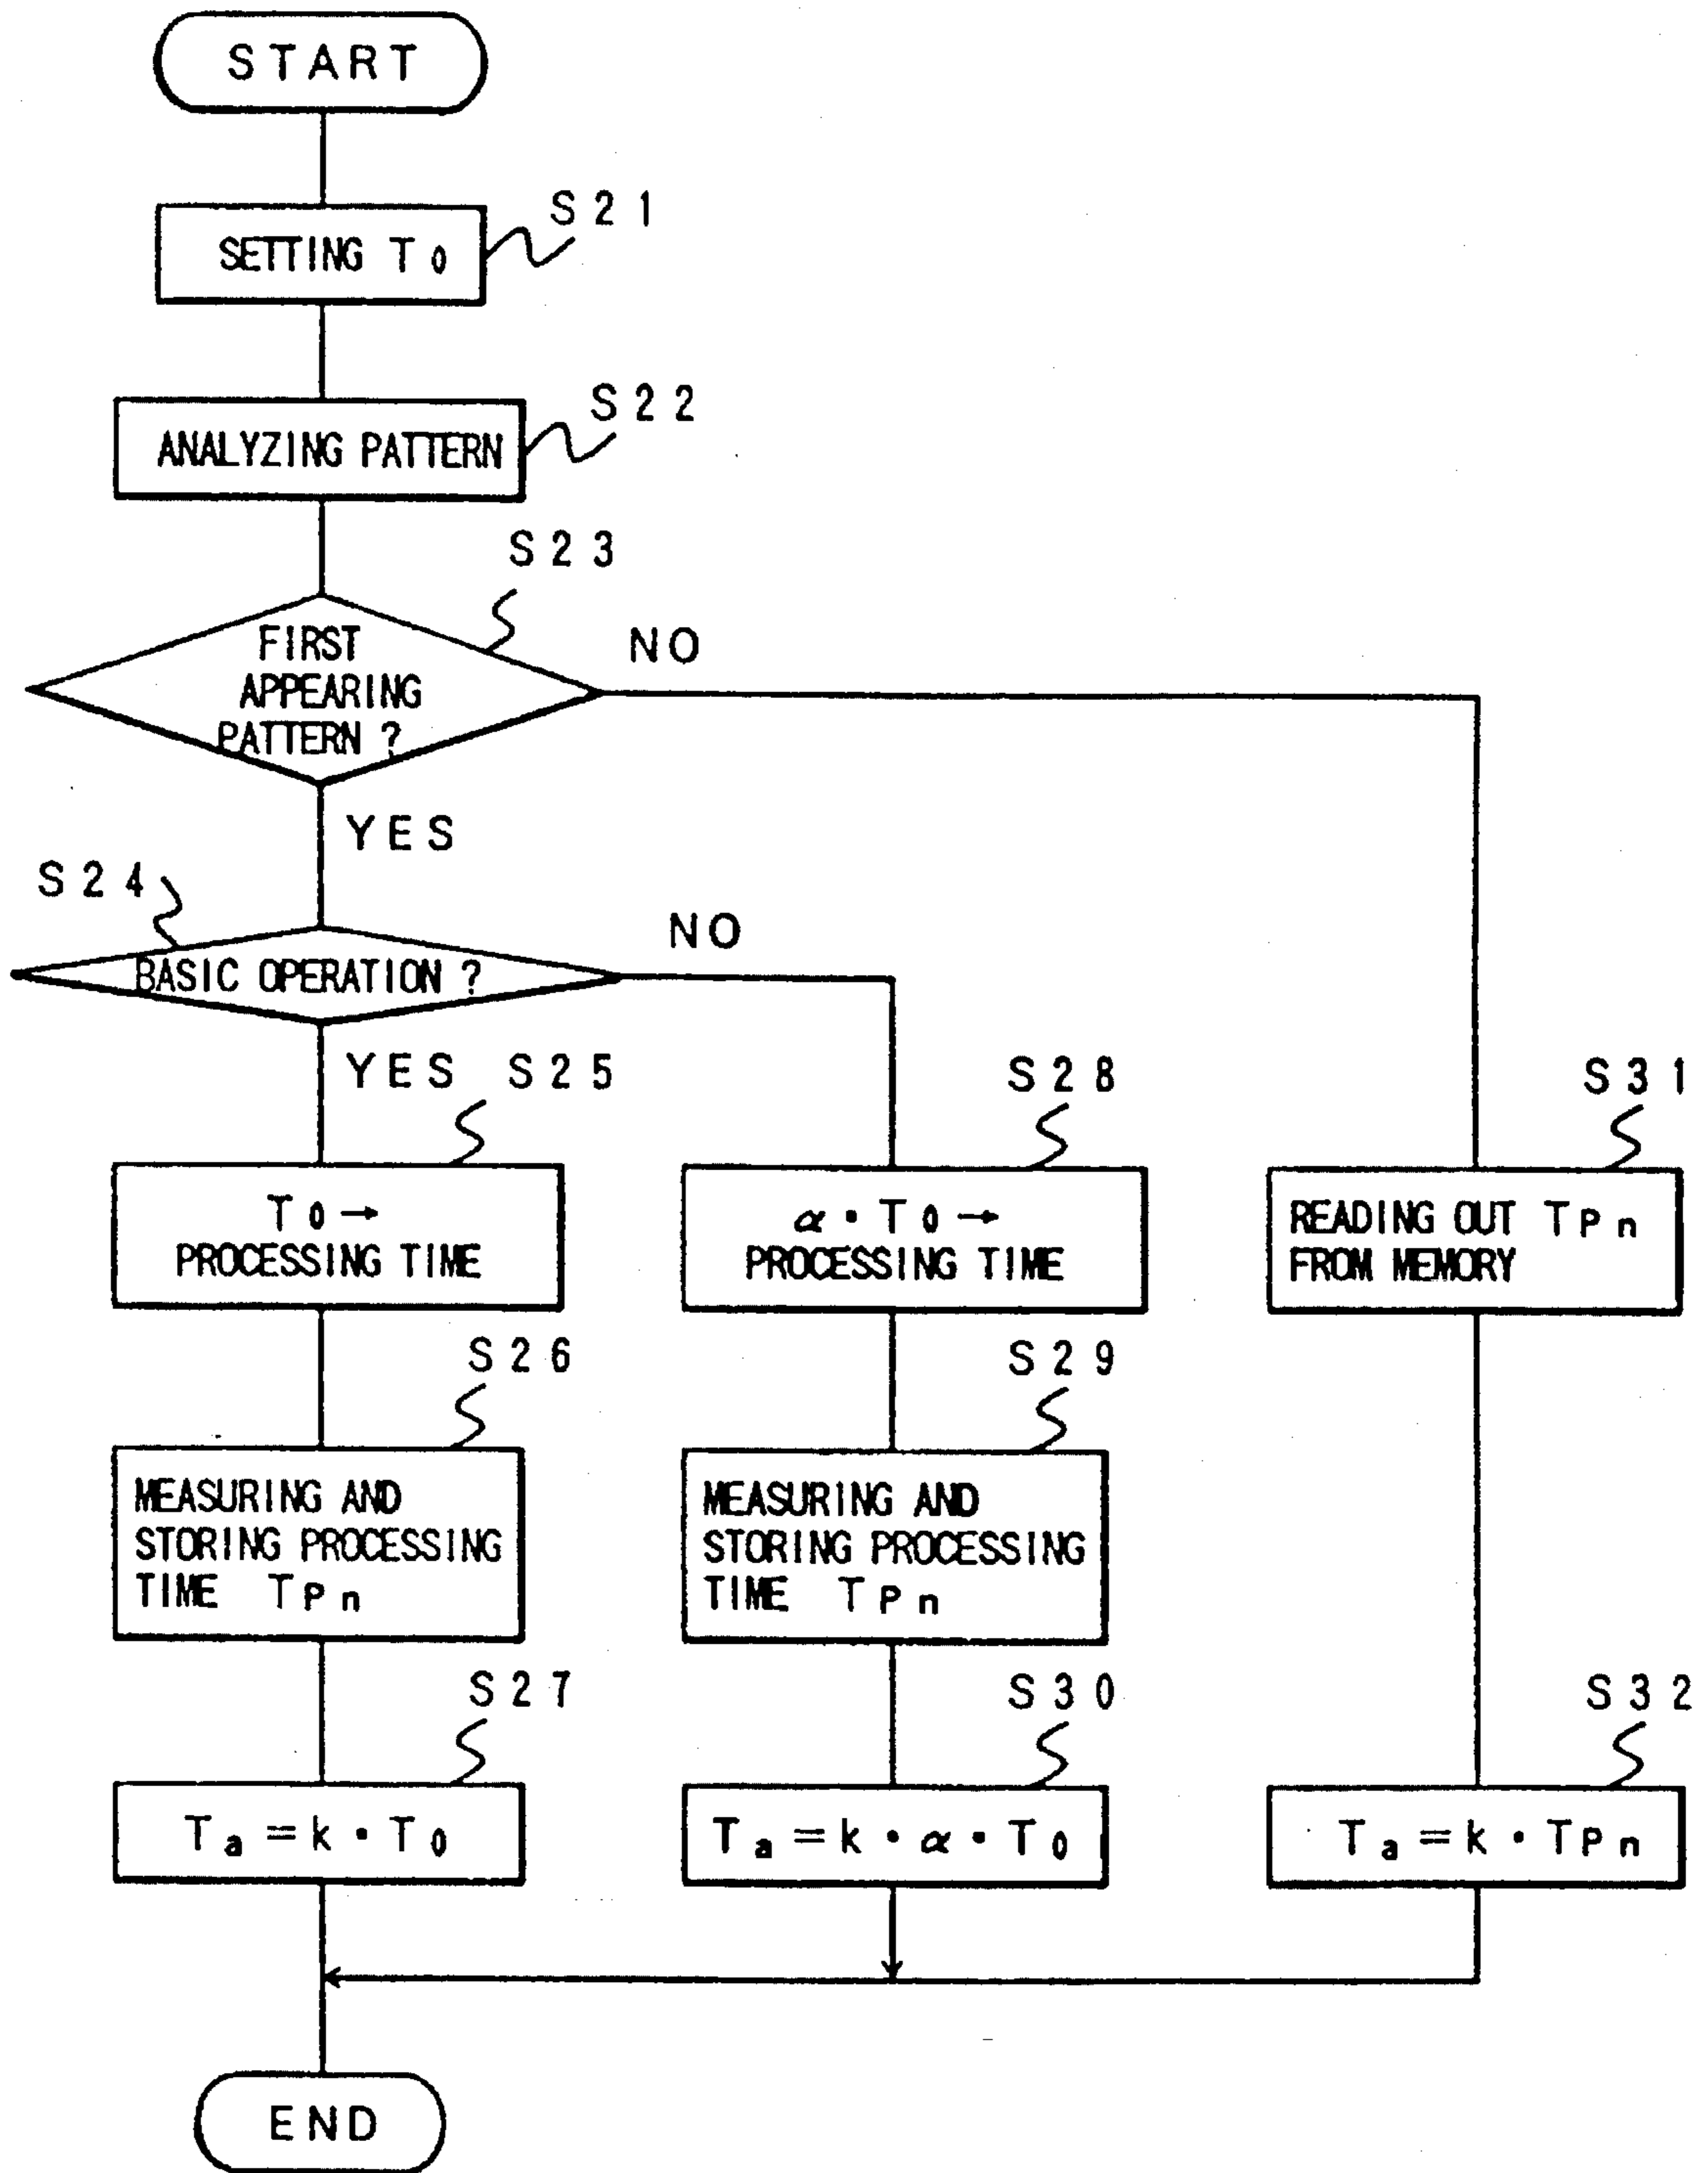 START
S21
SETTING T0
S22
ANALYZING PATTERN
S23
FIRST
APPEARING
PATTERN ?
NO
YES
S24
BASIC OPERATION ?
NO
YES
S25
T0 →
PROCESSING TIME
S28
α · T0 →
PROCESSING TIME
S31
READING OUT TPn
FROM MEMORY
S26
MEASURING AND
STORING PROCESSING
TIME TPn
S29
MEASURING AND
STORING PROCESSING
TIME TPn
S27
Ta = k · T0
S30
Ta = k · α · T0
S32
Ta = k · TPn
END